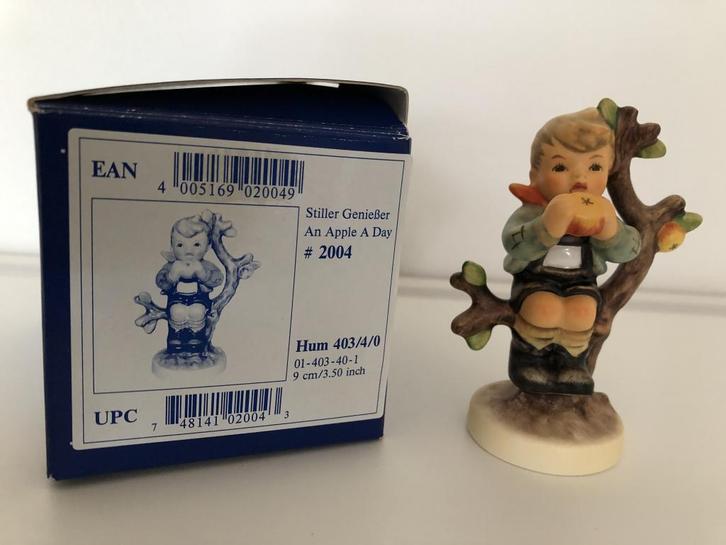 EAN
4 005169 020049
Stiller Genießer
An Apple A Day
# 2004
Hum 403/4/0
01-403-40-1
9 cm/3.50 inch
UPC
7 48141 02004 3